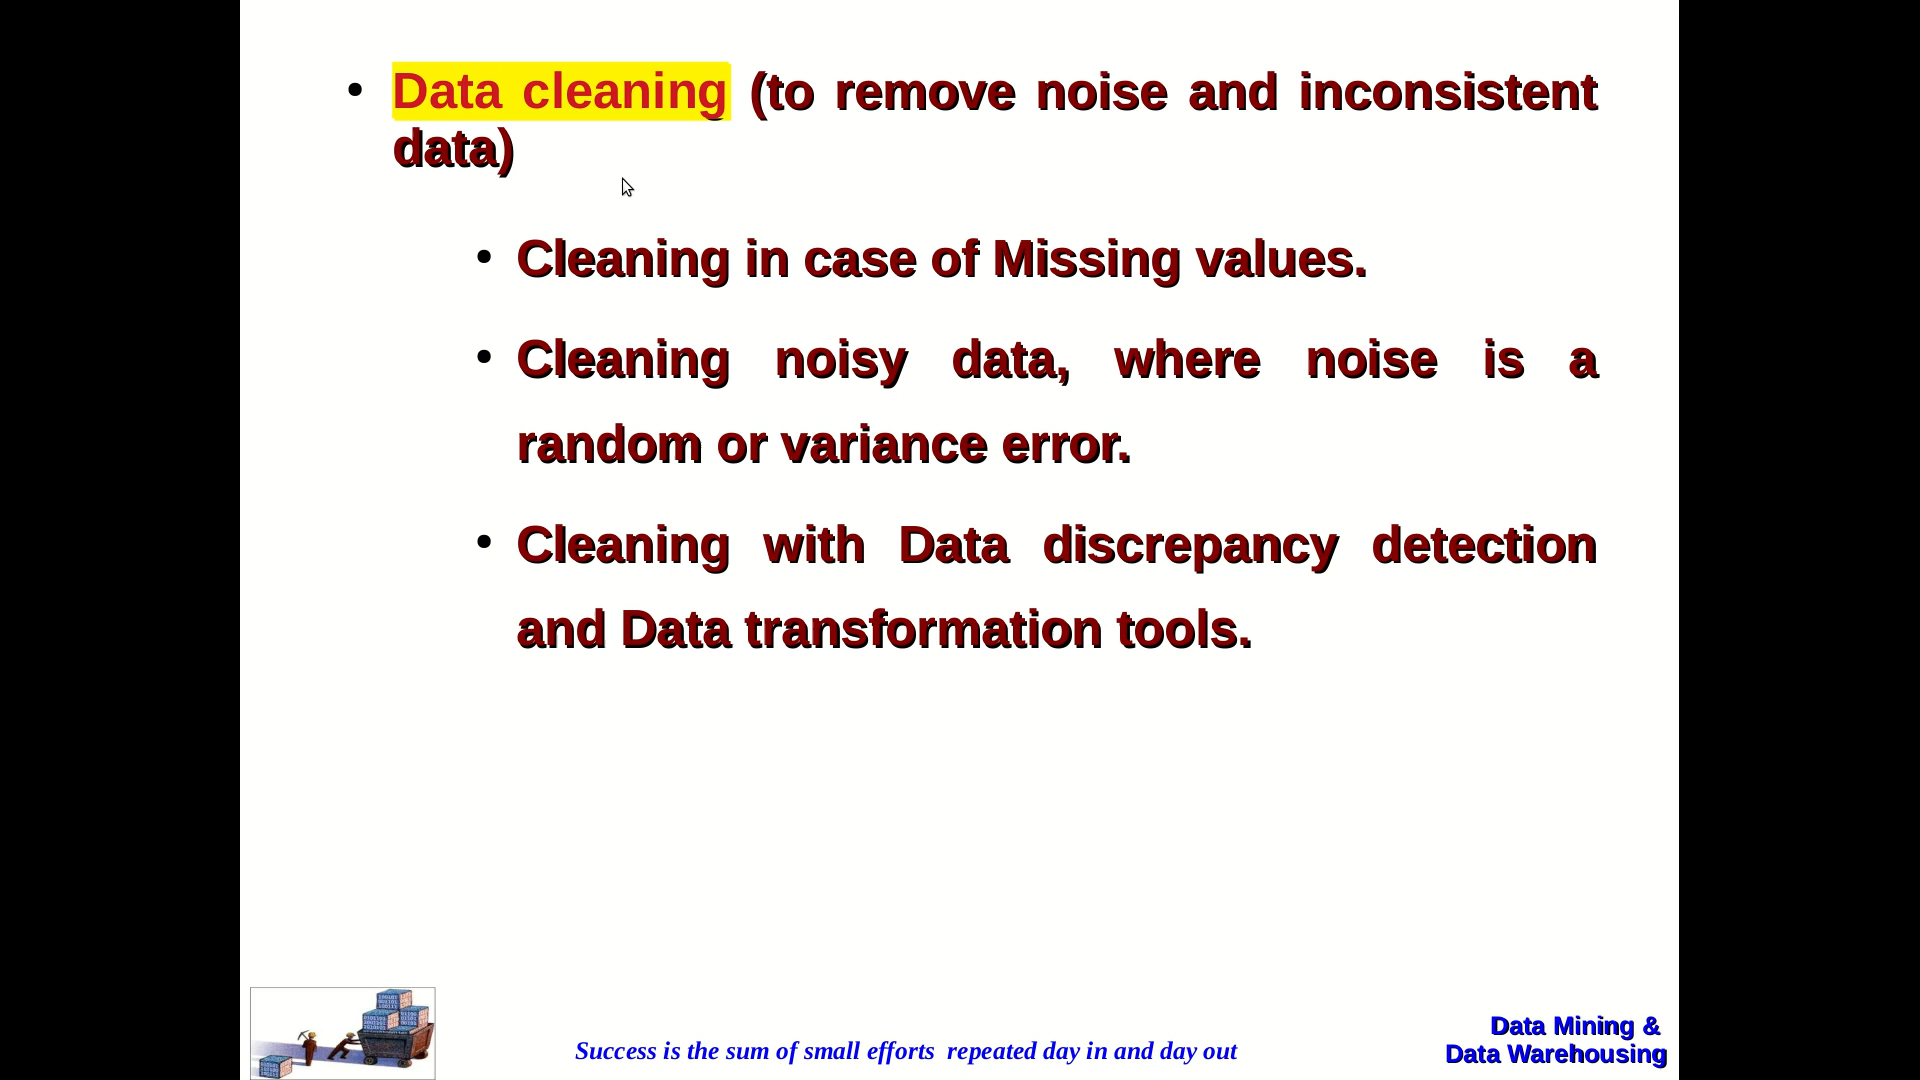 • Data cleaning (to remove noise and inconsistent
data)
• Cleaning in case of Missing values.
• Cleaning noisy data, where noise is a
random or variance error.
• Cleaning with Data discrepancy detection
and Data transformation tools.
Success is the sum of small efforts repeated day in and day out
Data Mining &
Data Warehousing